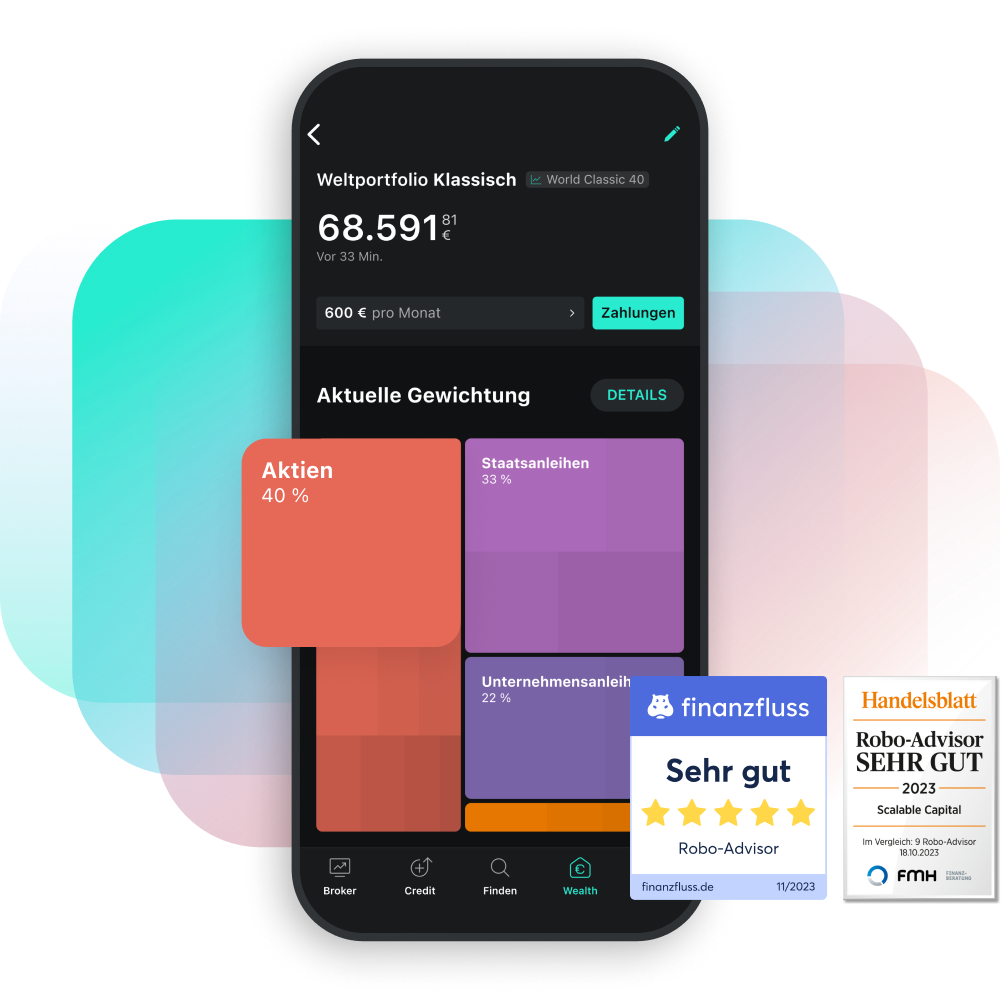 Weltportfolio Klassisch World Classic 40
68.591 81 €
Vor 33 Min.
600 € pro Monat
Zahlungen
Aktuelle Gewichtung
DETAILS
Aktien
40 %
Staatsanleihen
33 %
Unternehmensanleih
22 %
Broker
Credit
Finden
Wealth
finanzfluss
Sehr gut
Robo-Advisor
finanzfluss.de
11/2023
Handelsblatt
Robo-Advisor
SEHR GUT
2023
Scalable Capital
Im Vergleich: 9 Robo-Advisor
18.10.2023
FMH
FINANZ-
BERATUNG